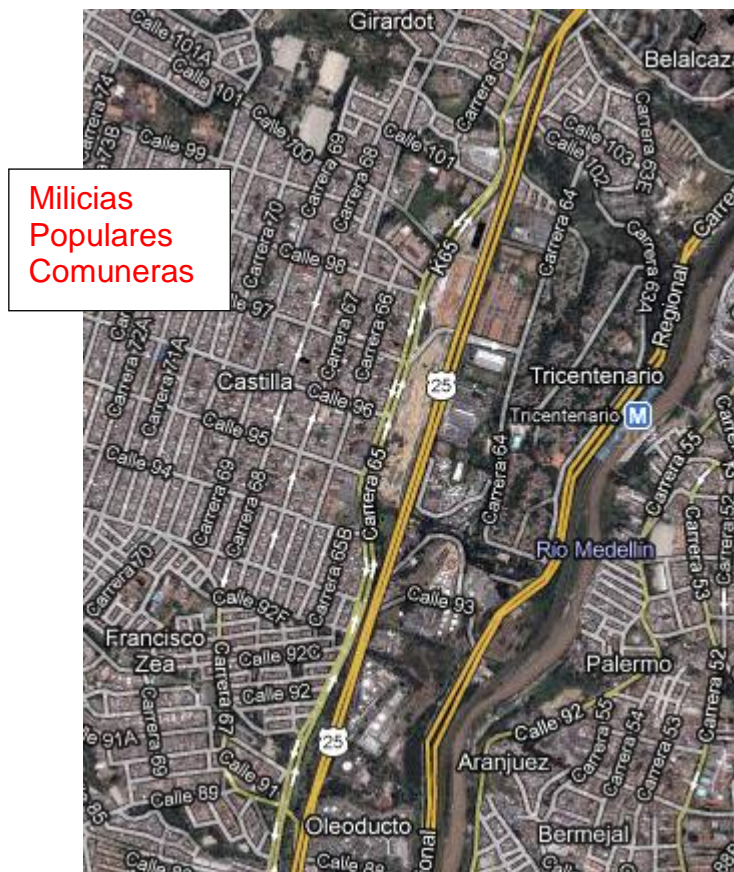 Girardot
Calle 101A
Belalcaza
Calle 101
Carrera 66
Carrera 74
Carrera 63E
Carrera 69
Calle 103
Calle 100
Carrera 73B
Calle 99
Carrera 68
Calle 101
Calle 102
Milicias
Populares
Comuneras
Carrera 70
Carrera 64
K65
Calle 98
Carrera 63A
Regional
Calle 97
Carrera 67
Carrera 66
Carrera 72A
Carrera 71A
Castilla
25
Tricentenario
Calle 96
Tricentenario M
Calle 95
Carrera 55
Calle 94
Carrera 65
Carrera 64
Carrera 52
Carrera 69
Carrera 68
Rio Medellin
Carrera 65B
Carrera 70
Carrera 53
Calle 93
Calle 92F
Francisco
Zea
Calle 92C
Palermo
Carrera 52
Calle 92
Carrera 67
Calle 92
Carrera 55
Carrera 54
Carrera 53
25
91A
Carrera 69
Aranjuez
Calle 91
Calle 89
Oleoducto
Bermejal